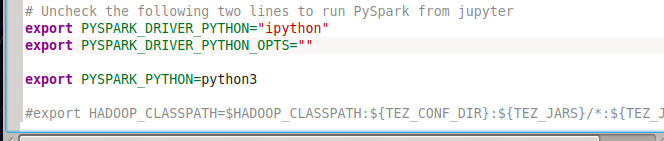 # Uncheck the following two lines to run PySpark from jupyter
export PYSPARK_DRIVER_PYTHON="ipython"
export PYSPARK_DRIVER_PYTHON_OPTS=""
export PYSPARK_PYTHON=python3
#export HADOOP_CLASSPATH=$HADOOP_CLASSPATH:${TEZ_CONF_DIR}:${TEZ_JARS}/*:${TEZ_J